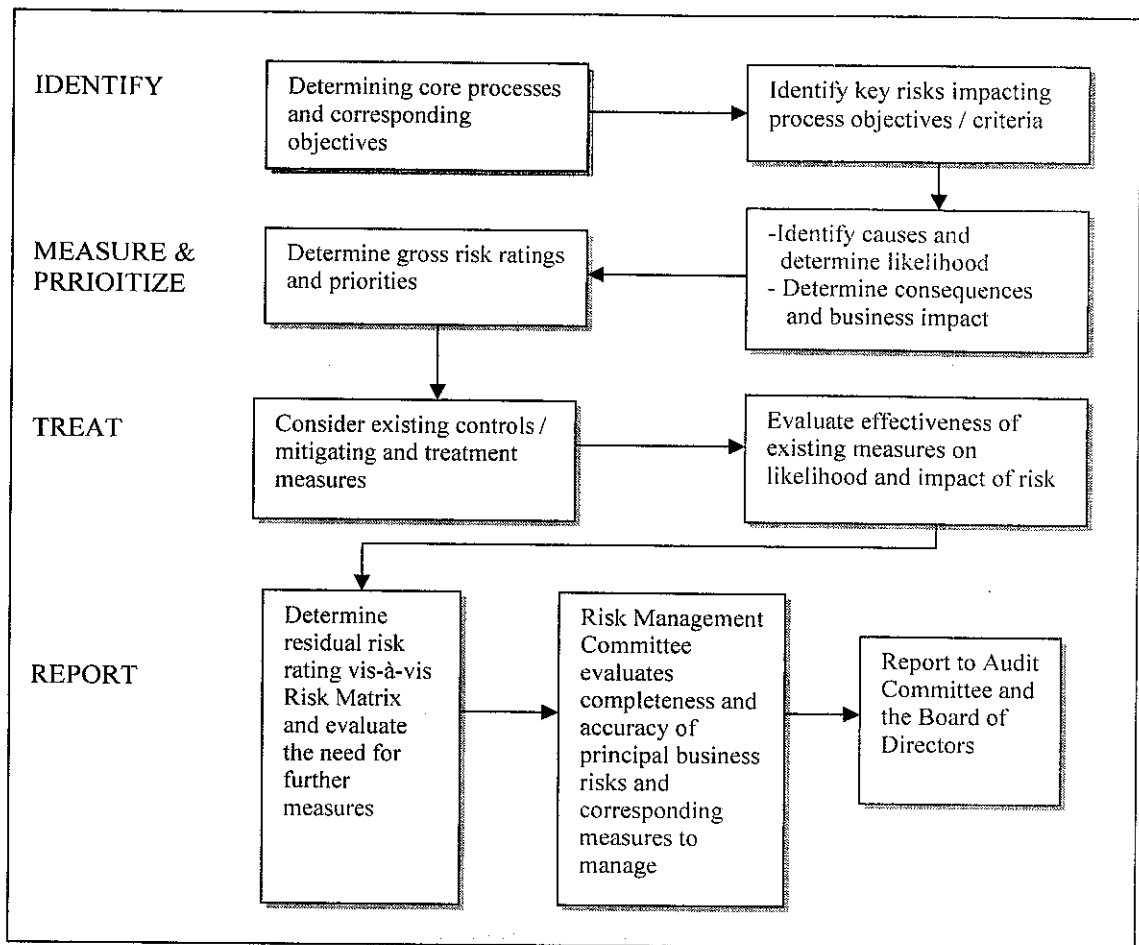 IDENTIFY
Determining core processes
and corresponding
objectives
Identify key risks impacting
process objectives / criteria
MEASURE &
PRRIOITIZE
Determine gross risk ratings
and priorities
-Identify causes and
determine likelihood
- Determine consequences
and business impact
TREAT
Consider existing controls /
mitigating and treatment
measures
Evaluate effectiveness of
existing measures on
likelihood and impact of risk
REPORT
Determine
residual risk
rating vis-à-vis
Risk Matrix
and evaluate
the need for
further
measures
Risk Management
Committee
evaluates
completeness and
accuracy of
principal business
risks and
corresponding
measures to
manage
Report to Audit
Committee and
the Board of
Directors